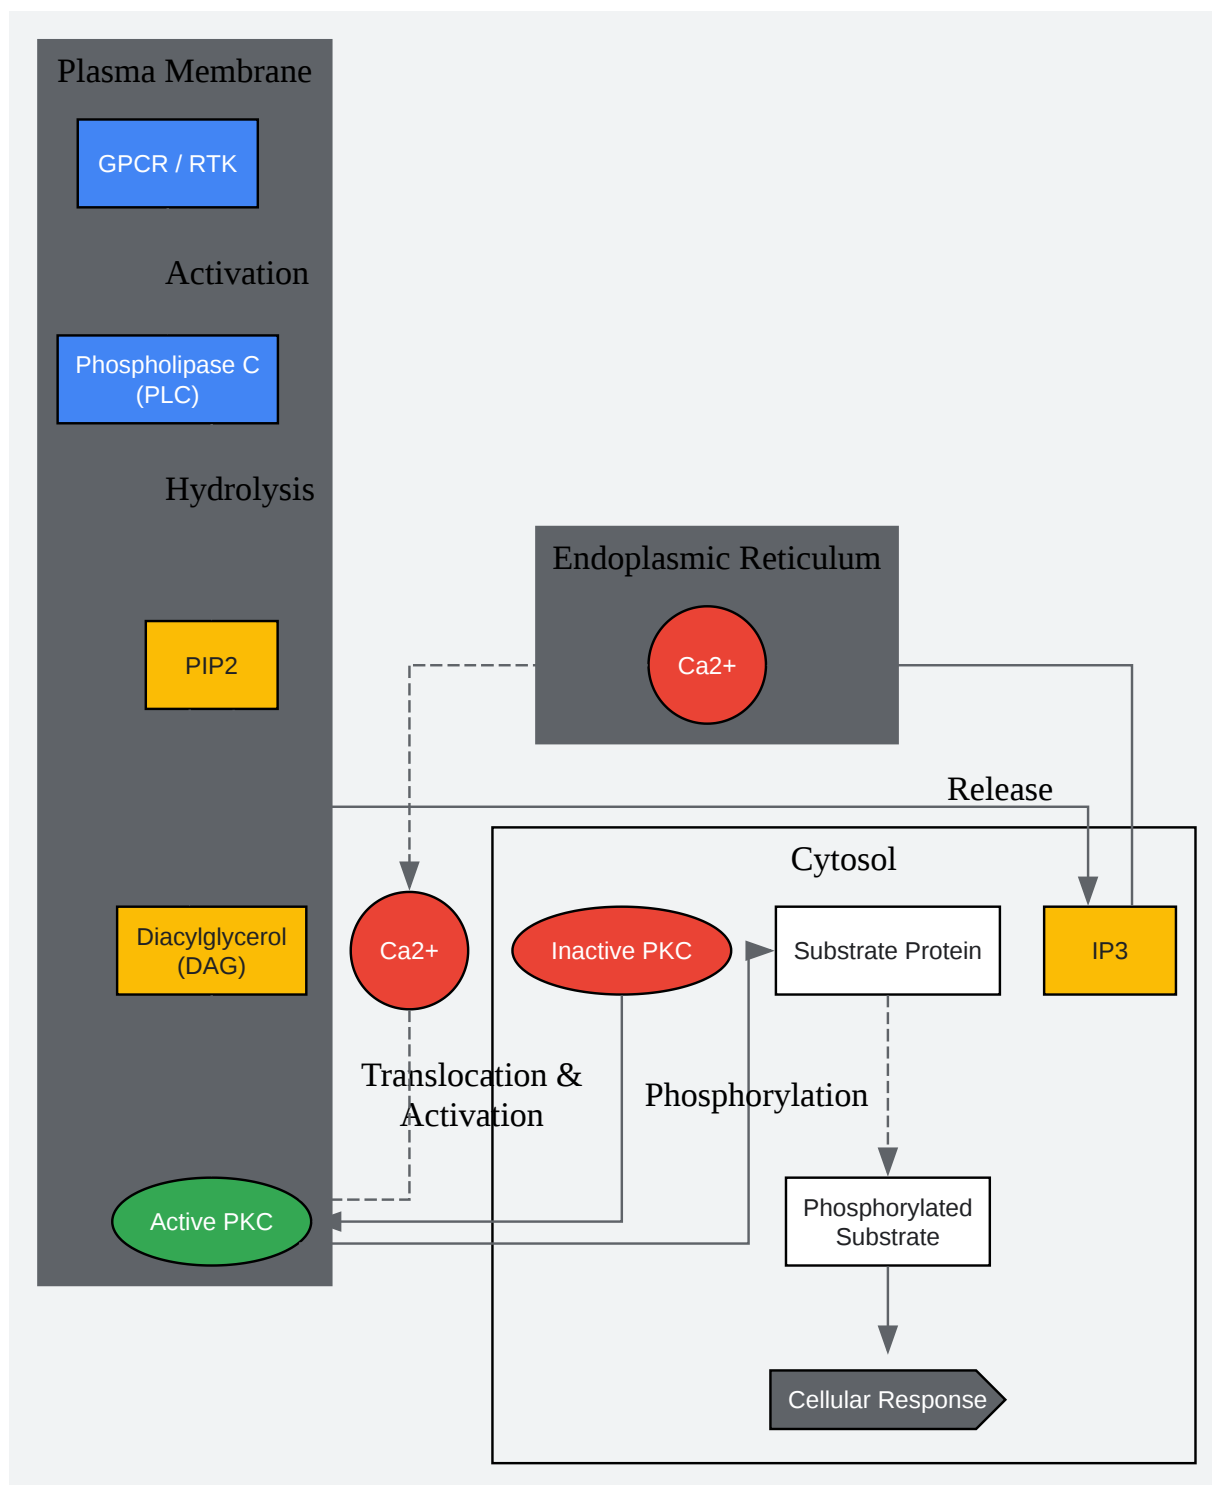 Plasma Membrane
GPCR / RTK
Activation
Phospholipase C
(PLC)
Hydrolysis
Endoplasmic Reticulum
PIP2
Ca2+
Release
Cytosol
Diacylglycerol
(DAG)
Ca2+
Inactive PKC
Substrate Protein
IP3
Translocation &
Activation
Phosphorylation
Active PKC
Phosphorylated
Substrate
Cellular Response